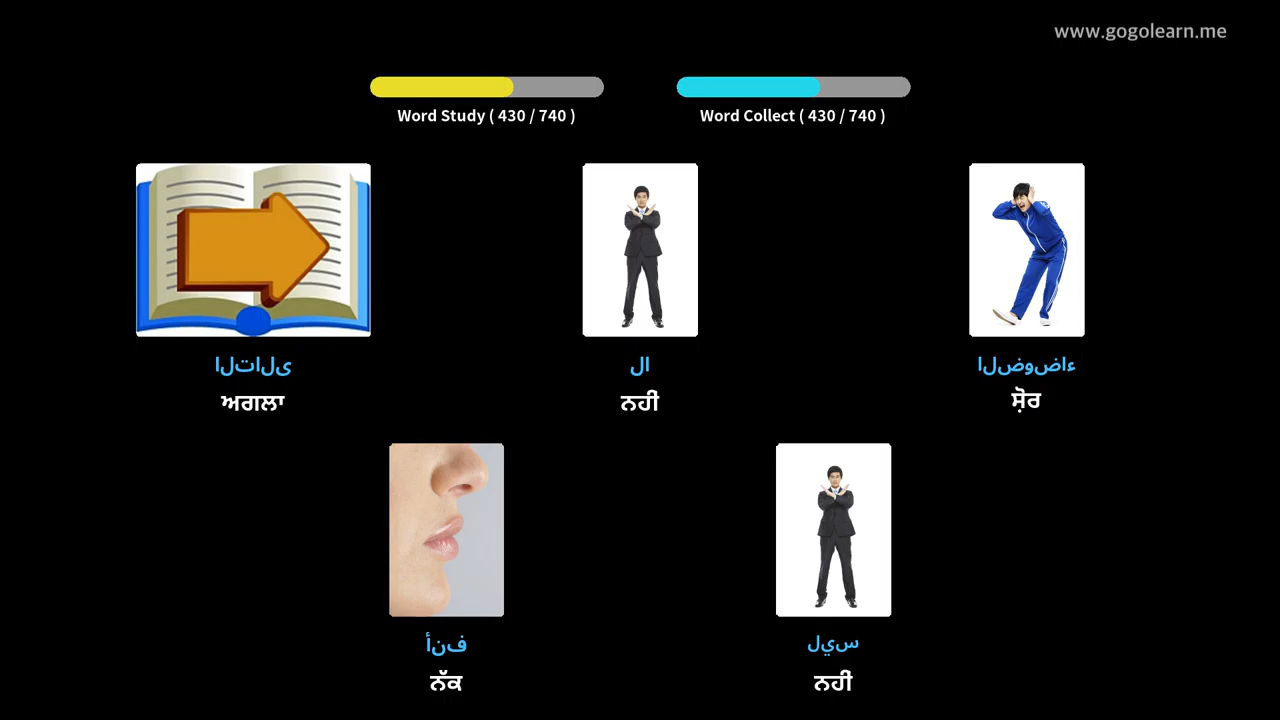 www.gogolearn.me
Word Study ( 430 / 740 )
Word Collect ( 430 / 740 )
التالى
لا
الضوضاء
ਅਗਲਾ
ਨਹੀਂ
ਸ਼ੋਰ
أنف
ليس
ਨੱਕ
ਨਹੀਂ